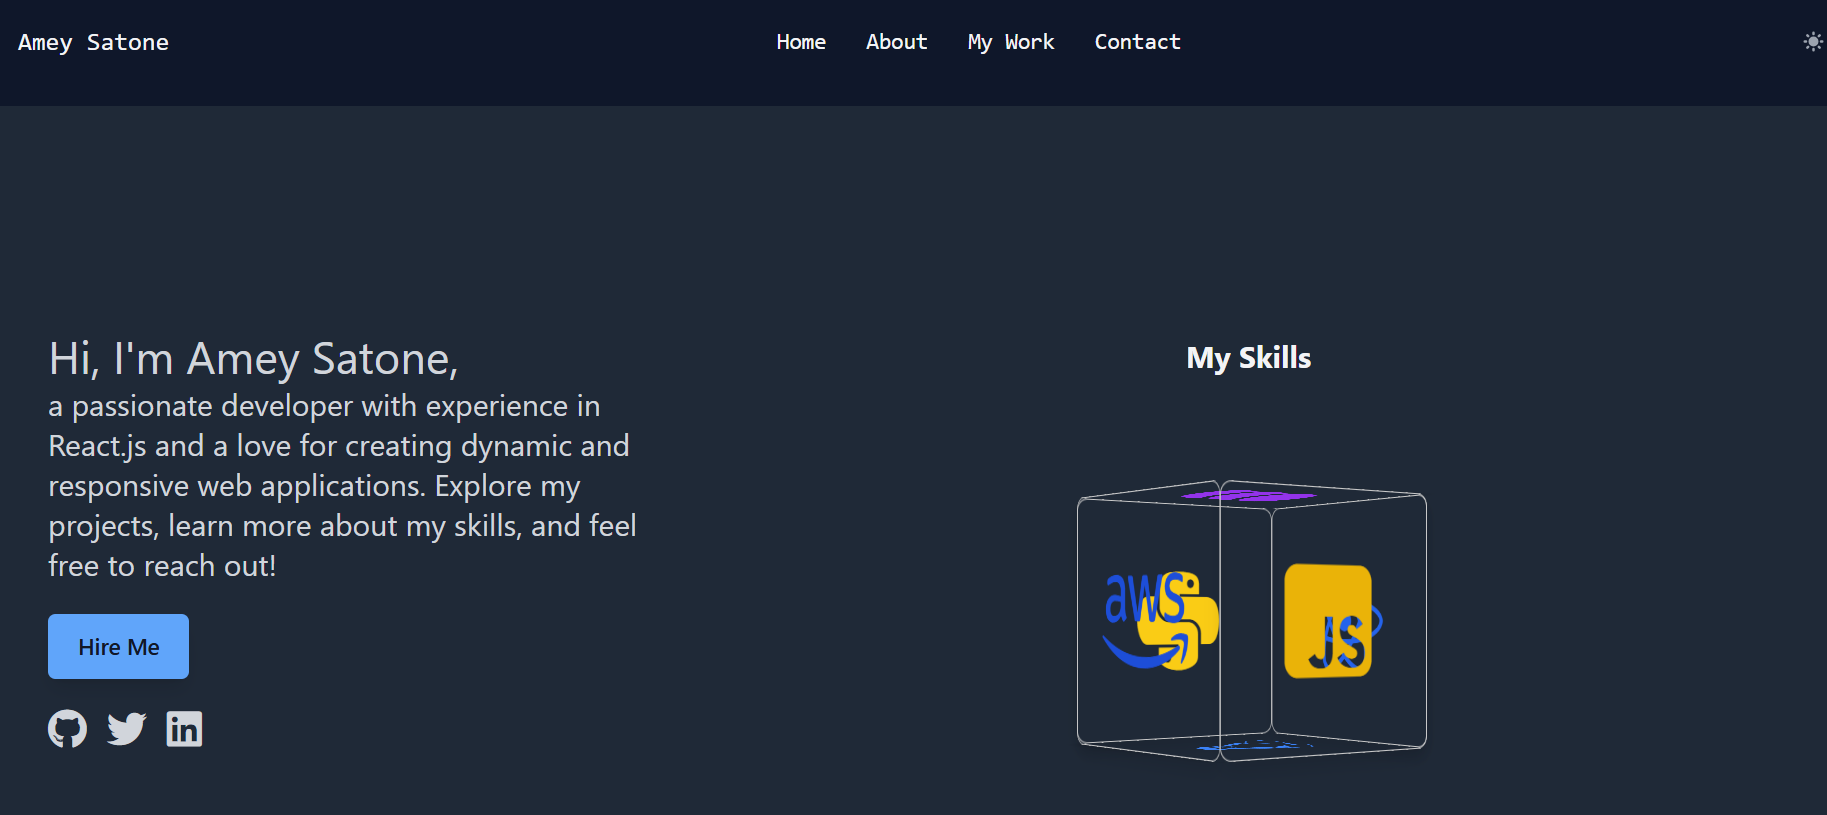 Amey Satone
Home About My Work Contact
Hi, I'm Amey Satone,
a passionate developer with experience in
React.js and a love for creating dynamic and
responsive web applications. Explore my
projects, learn more about my skills, and feel
free to reach out!
Hire Me
in
My Skills
aws
JS